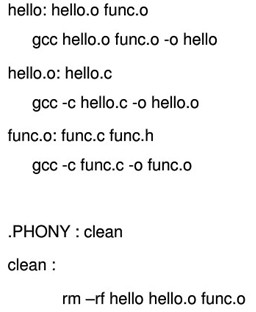 hello: hello.o func.o
gcc hello.o func.o -o hello
hello.o: hello.c
gcc -c hello.c -o hello.o
func.o: func.c func.h
gcc -c func.c -o func.o
.PHONY : clean
clean :
rm –rf hello hello.o func.o